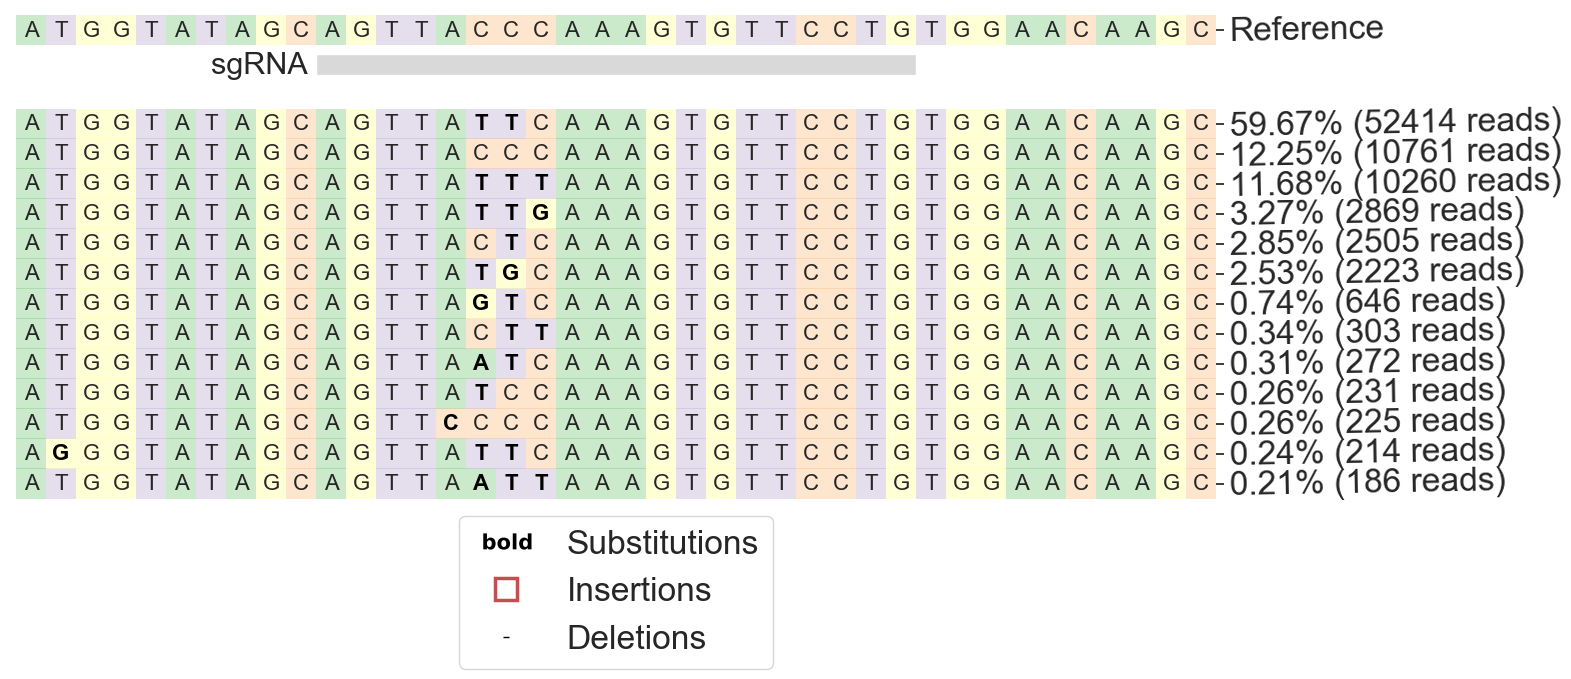 A T G G T A T A G C A G T T A C C C A A A G T G T T C C T G T G G A A C A A G C Reference
sgRNA
A T G G T A T A G C A G T T A T T C A A A G T G T T C C T G T G G A A C A A G C 59.67% (52414 reads)
A T G G T A T A G C A G T T A C C C A A A G T G T T C C T G T G G A A C A A G C 12.25% (10761 reads)
A T G G T A T A G C A G T T A T T T A A A G T G T T C C T G T G G A A C A A G C 11.68% (10260 reads)
A T G G T A T A G C A G T T A T T G A A A G T G T T C C T G T G G A A C A A G C 3.27% (2869 reads)
A T G G T A T A G C A G T T A C T C A A A G T G T T C C T G T G G A A C A A G C 2.85% (2505 reads)
A T G G T A T A G C A G T T A T G C A A A G T G T T C C T G T G G A A C A A G C 2.53% (2223 reads)
A T G G T A T A G C A G T T A G T C A A A G T G T T C C T G T G G A A C A A G C 0.74% (646 reads)
A T G G T A T A G C A G T T A C T T A A A G T G T T C C T G T G G A A C A A G C 0.34% (303 reads)
A T G G T A T A G C A G T T A A T C A A A G T G T T C C T G T G G A A C A A G C 0.31% (272 reads)
A T G G T A T A G C A G T T A T C C A A A G T G T T C C T G T G G A A C A A G C 0.26% (231 reads)
A T G G T A T A G C A G T T C C C C A A A G T G T T C C T G T G G A A C A A G C 0.26% (225 reads)
A G G G T A T A G C A G T T A T T C A A A G T G T T C C T G T G G A A C A A G C 0.24% (214 reads)
A T G G T A T A G C A G T T A A T T A A A G T G T T C C T G T G G A A C A A G C 0.21% (186 reads)
bold Substitutions
Insertions
- Deletions